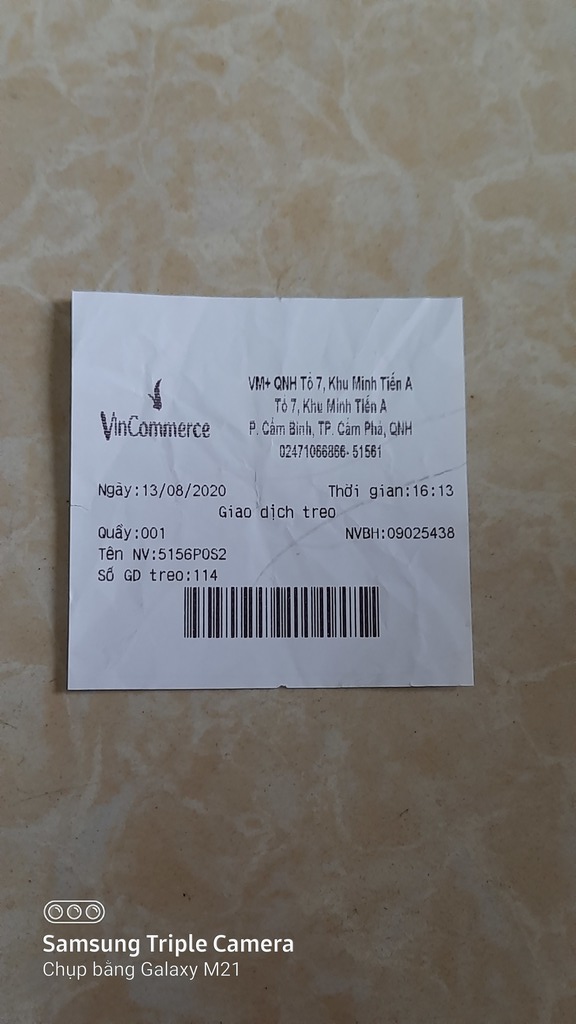 VinCommerce
VM+ QNH Tổ 7, Khu Minh Tiến A
Tổ 7, Khu Minh Tiến A
P. Cẩm Bình, TP. Cẩm Phả, QNH
02471066866- 51561
Ngày:13/08/2020 Thời gian:16:13
Giao dịch treo
Quầy:001 NVBH:09025438
Tên NV:5156POS2
Số GD treo:114
Samsung Triple Camera
Chụp bằng Galaxy M21